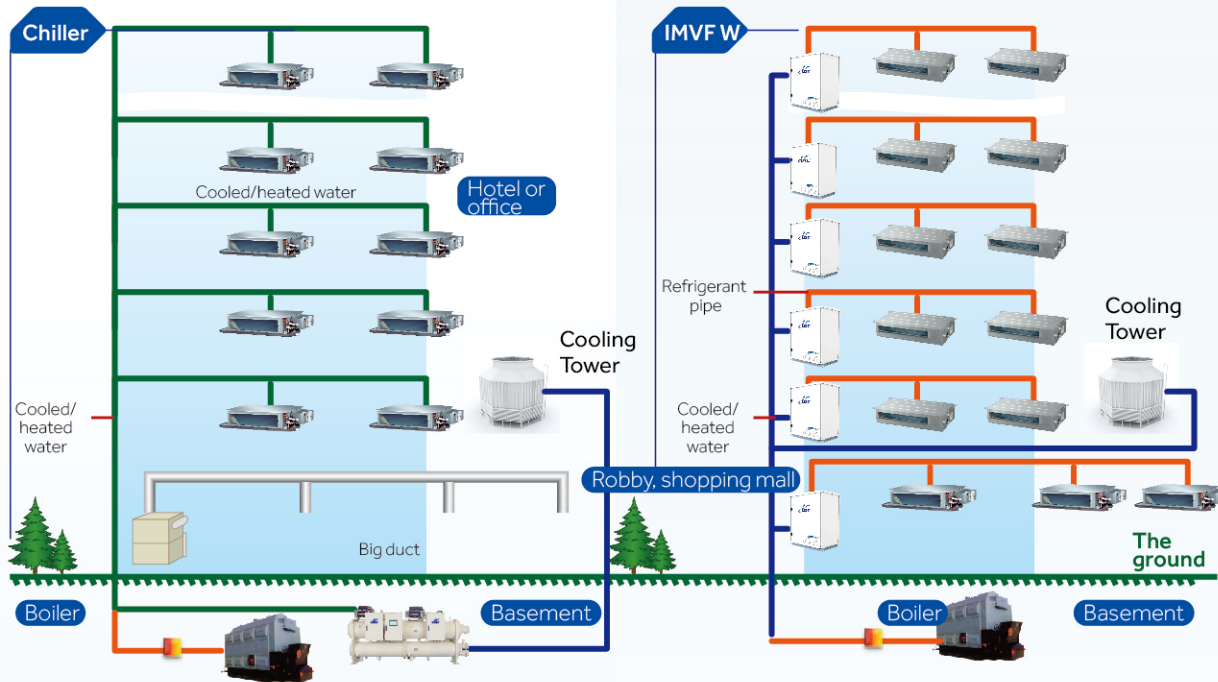 Chiller
Cooled/heated water
Hotel or
office
Cooling
Tower
Cooled/
heated
water
Big duct
Boiler
Basement
IMVF W
Refrigerant
pipe
Cooling
Tower
Cooled/
heated
water
Robby, shopping mall
The
ground
Boiler
Basement